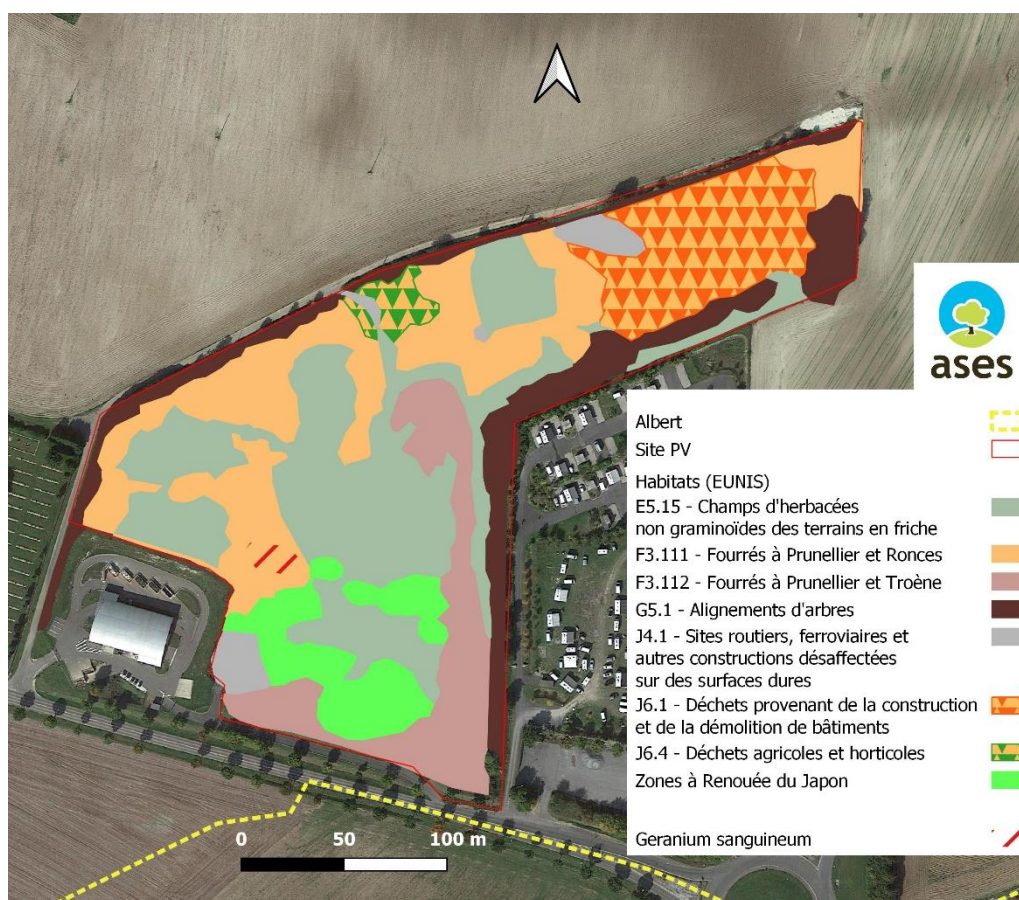 ases
Albert
Site PV
Habitats (EUNIS)
E5.15 - Champs d'herbacées
non graminoïdes des terrains en friche
F3.111 - Fourrés à Prunellier et Ronces
F3.112 - Fourrés à Prunellier et Troène
G5.1 - Alignements d'arbres
J4.1 - Sites routiers, ferroviaires et
autres constructions désaffectées
sur des surfaces dures
J6.1 - Déchets provenant de la construction
et de la démolition de bâtiments
J6.4 - Déchets agricoles et horticoles
Zones à Renouée du Japon
Geranium sanguineum
0 50 100 m